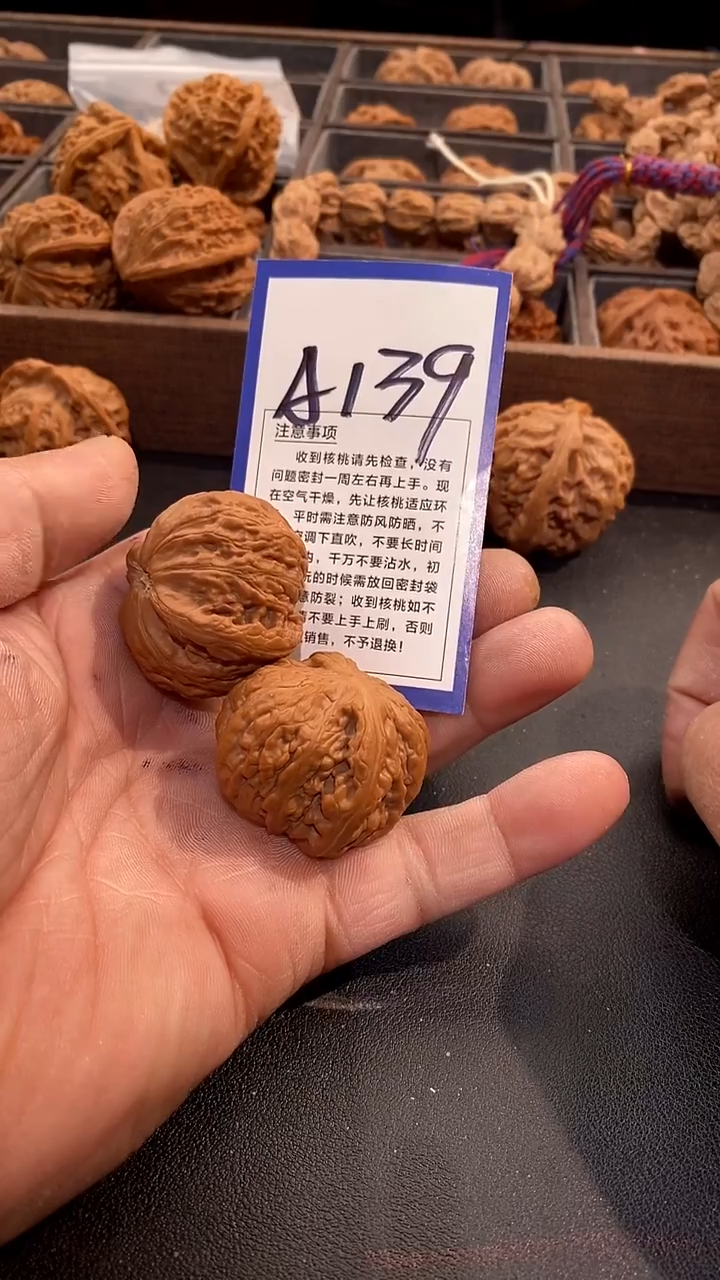 A139
注意事项
收到核桃请先检查，没有
问题密封一周左右再上手。现
在空气干燥，先让核桃适应环
平时需注意防风防晒，不
调下直吹，不要长时间
内，千万不要沾水，初
玩的时候需放回密封袋
意防裂；收到核桃如不
请不要上手上刷，否则
销售，不予退换！